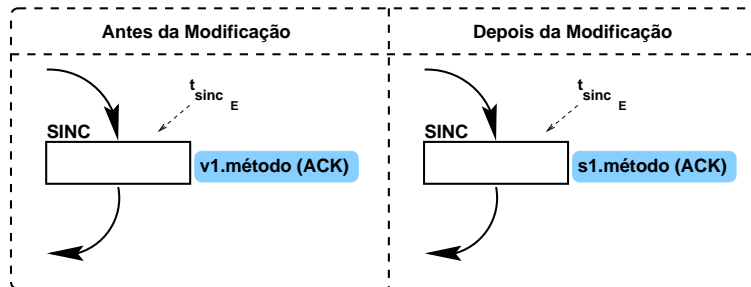 Antes da Modificação
t sinc E
SINC
v1.método (ACK)
Depois da Modificação
t sinc E
SINC
s1.método (ACK)